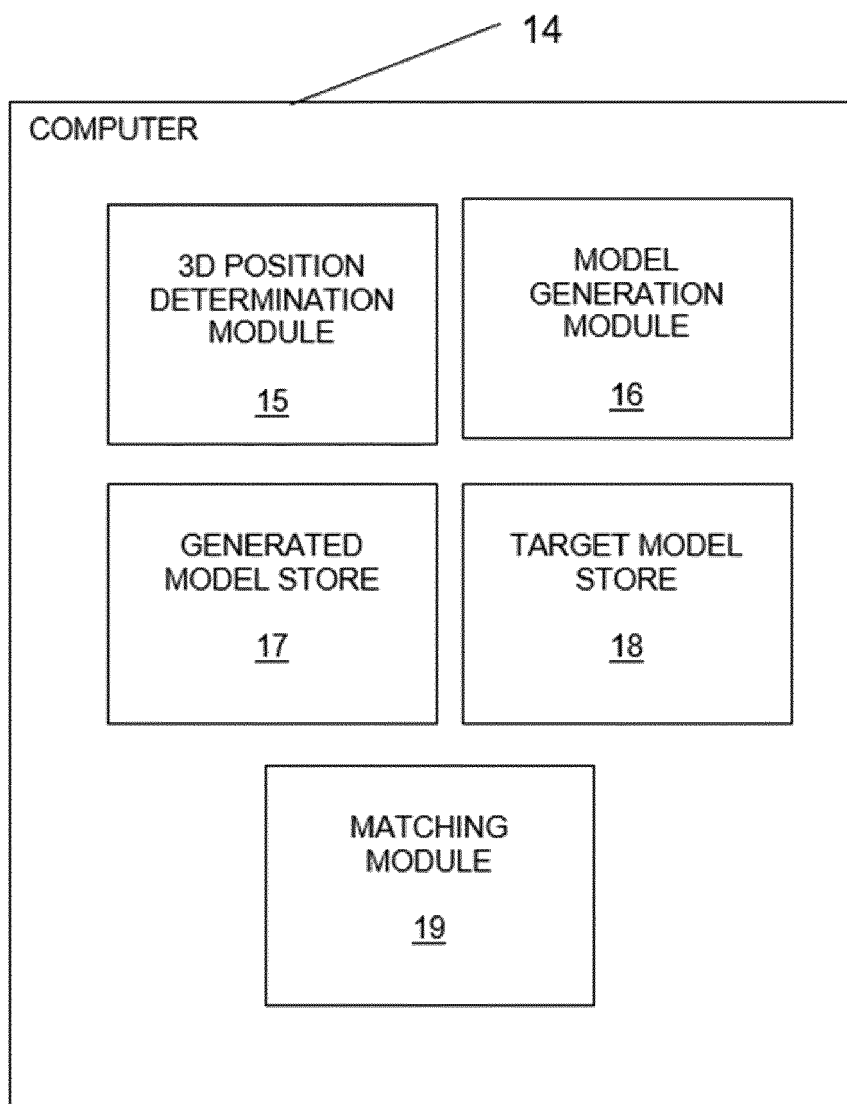 14
COMPUTER
3D POSITION
DETERMINATION
MODULE
15
MODEL
GENERATION
MODULE
16
GENERATED
MODEL STORE
17
TARGET MODEL
STORE
18
MATCHING
MODULE
19